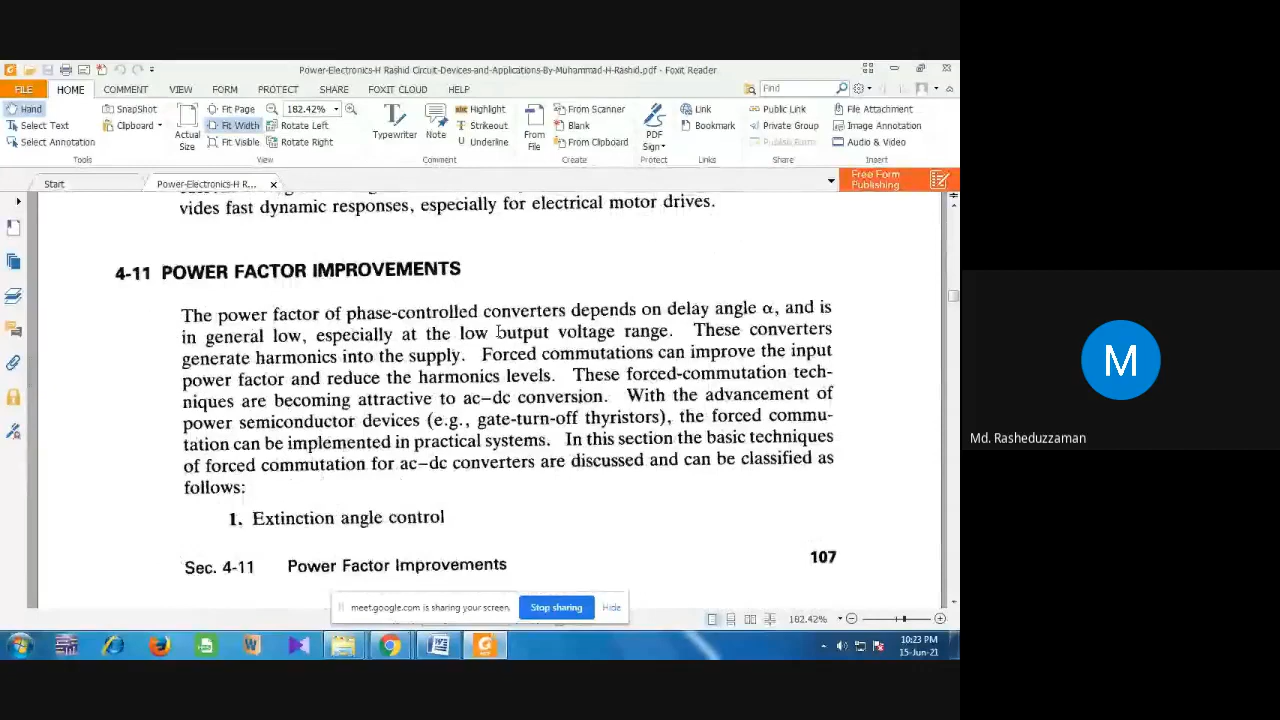 Power-Electronics-H Rashid Circuit-Devices-and-Applications-By-Muhammad-H-Rashid.pdf - Foxit Reader
FILE HOME COMMENT VIEW FORM PROTECT SHARE FOXIT CLOUD HELP Find
Hand SnapShot Fit Page 182.42% Highlight From Scanner Link Public Link File Attachment
Select Text Clipboard Fit Width Rotate Left Strikeout Blank Bookmark Private Group Image Annotation
Select Annotation Actual Size Fit Visible Rotate Right Typewriter Note Underline From File From Clipboard PDF Sign Publish Form Audio & Video
Tools View Comment Create Protect Links Share Insert
Start Power-Electronics-H R... Free Form Publishing
vides fast dynamic responses, especially for electrical motor drives.
4-11 POWER FACTOR IMPROVEMENTS
The power factor of phase-controlled converters depends on delay angle α, and is
in general low, especially at the low output voltage range. These converters
generate harmonics into the supply. Forced commutations can improve the input
power factor and reduce the harmonics levels. These forced-commutation tech-
niques are becoming attractive to ac–dc conversion. With the advancement of
power semiconductor devices (e.g., gate-turn-off thyristors), the forced commu-
tation can be implemented in practical systems. In this section the basic techniques
of forced commutation for ac–dc converters are discussed and can be classified as
follows:
1. Extinction angle control
Sec. 4-11 Power Factor Improvements 107
meet.google.com is sharing your screen. Stop sharing Hide
182.42%
10:23 PM
15-Jun-21
M
Md. Rasheduzzaman